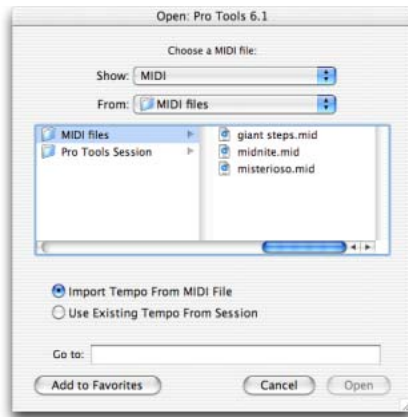 Open: Pro Tools 6.1
Choose a MIDI file:
Show: MIDI
From: MIDI files
MIDI files giant steps.mid
Pro Tools Session midnite.mid
misterioso.mid
Import Tempo From MIDI File
Use Existing Tempo From Session
Go to:
Add to Favorites Cancel Open